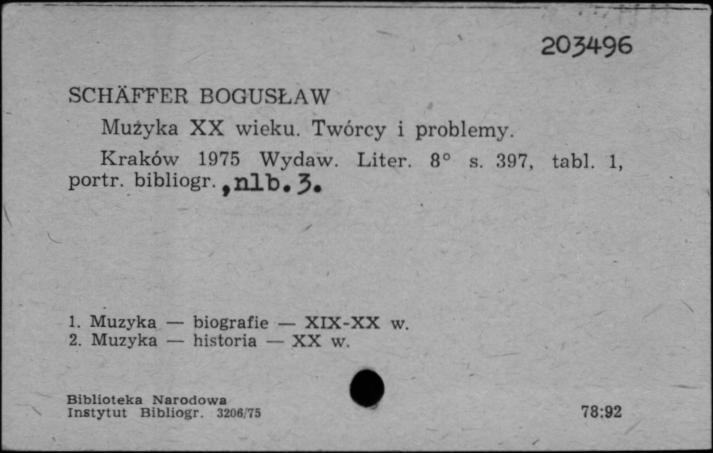 203496
SCHÄFFER BOGUSŁAW
Muzyka XX wieku. Twórcy i problemy.
Kraków 1975 Wydaw. Liter. 8° s. 397, tabl. 1,
portr. bibliogr. , nlb. 3.
1. Muzyka — biografie — XIX-XX w.
2. Muzyka — historia — XX w.
Biblioteka Narodowa
Instytut Bibliogr. 3206/75
78:92